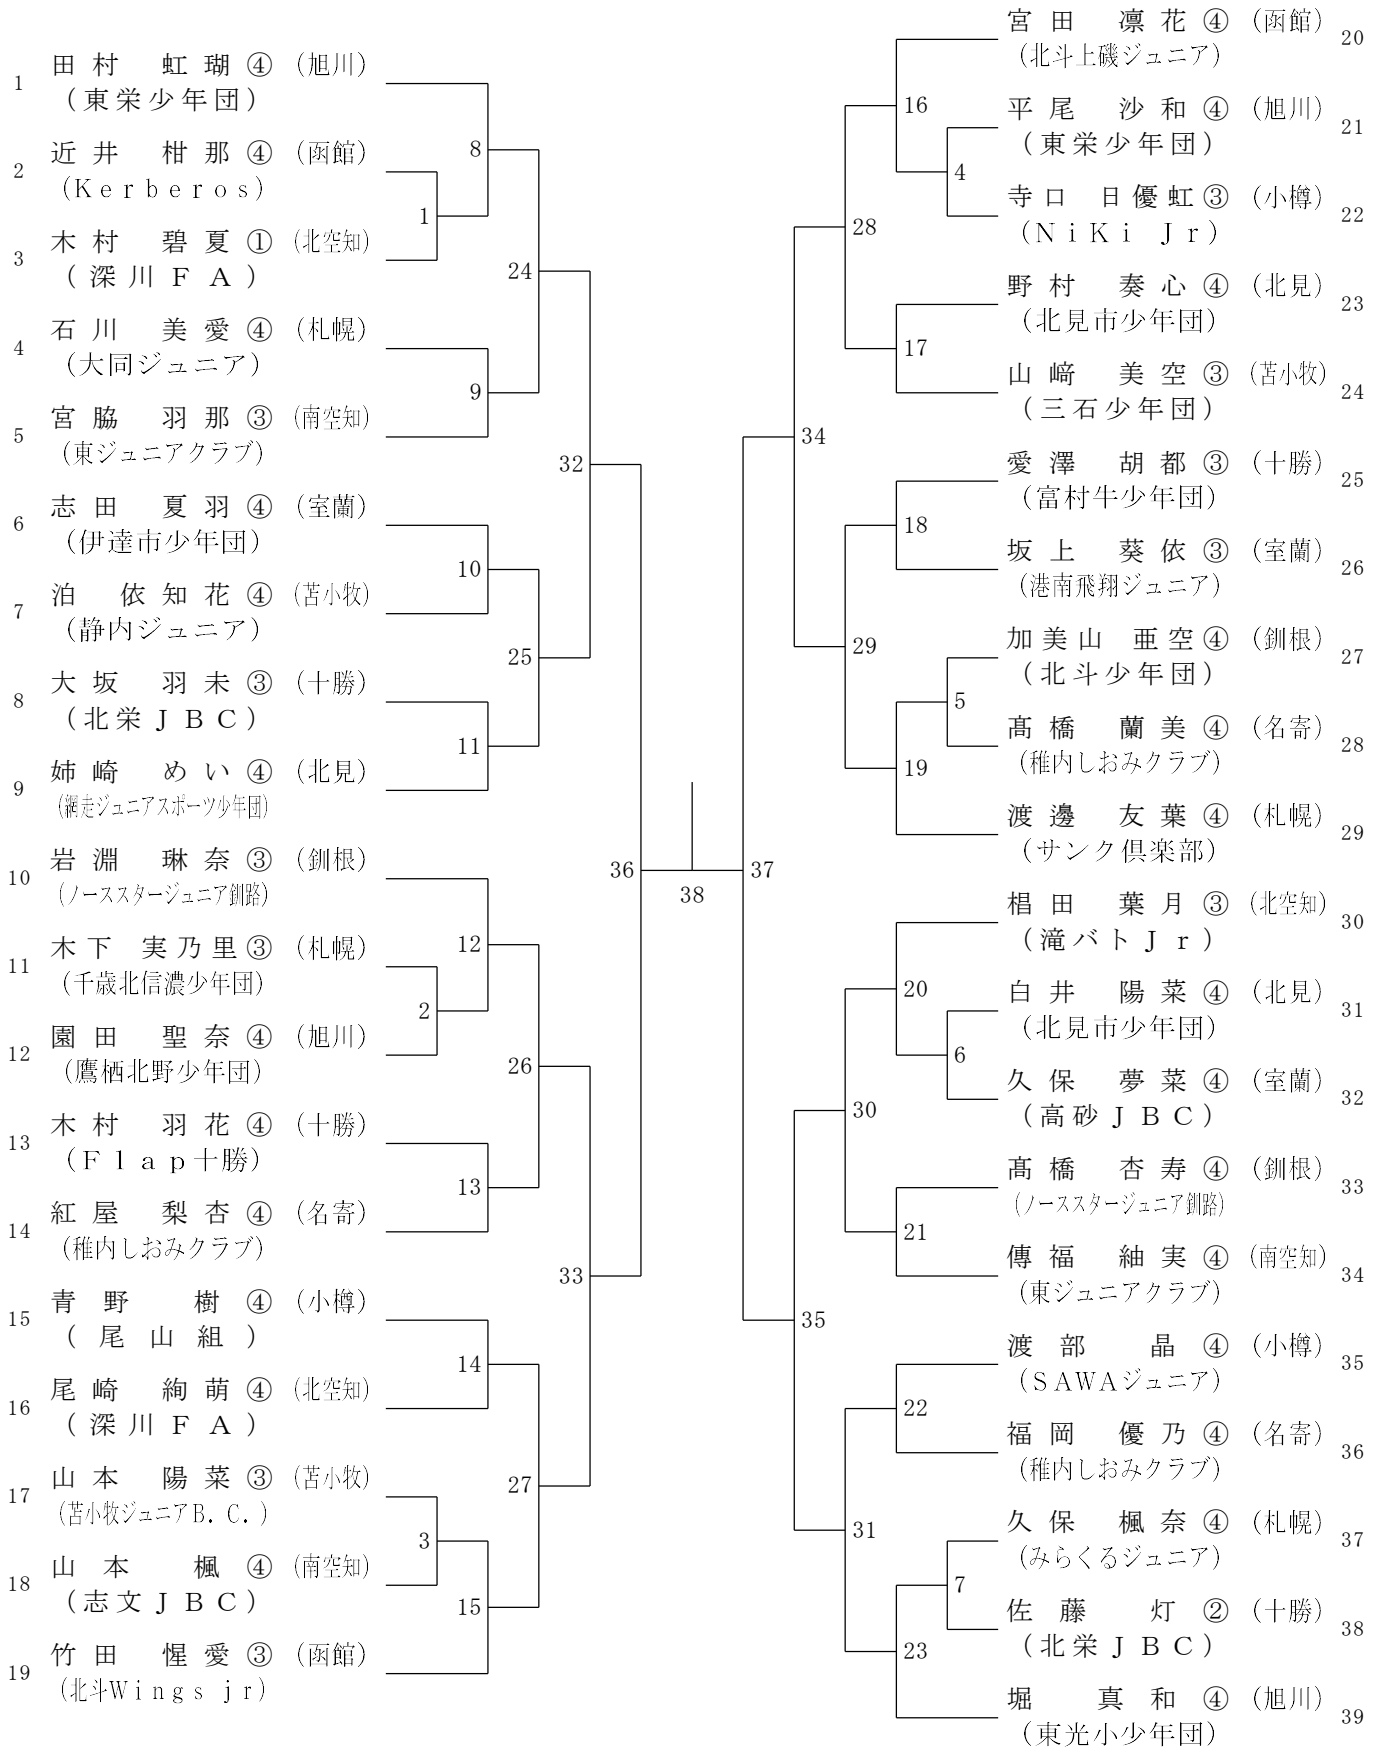 1 田村 虹瑚④ (旭川)
(東栄少年団)
2 近井 柑那④ (函館)
(Kerberos)
3 木村 碧夏① (北空知)
(深川FA)
4 石川 美愛④ (札幌)
(大同ジュニア)
5 宮脇 羽那③ (南空知)
(東ジュニアクラブ)
6 志田 夏羽④ (室蘭)
(伊達市少年団)
7 泊 依知花④ (苫小牧)
(静内ジュニア)
8 大坂 羽未③ (十勝)
(北栄JBC)
9 姉崎 めい④ (北見)
(網走ジュニアスポーツ少年団)
10 岩淵 琳奈③ (釧根)
(ノーススタージュニア釧路)
11 木下 実乃里③ (札幌)
(千歳北信濃少年団)
12 園田 聖奈④ (旭川)
(鷹栖北野少年団)
13 木村 羽花④ (十勝)
(Flap十勝)
14 紅屋 梨杏④ (名寄)
(稚内しおみクラブ)
15 青野 樹④ (小樽)
(尾山組)
16 尾崎 絢萌④ (北空知)
(深川FA)
17 山本 陽菜③ (苫小牧)
(苫小牧ジュニアB.C.)
18 山本 楓④ (南空知)
(志文JBC)
19 竹田 惺愛③ (函館)
(北斗Wings jr)
8
1
24
9
32
10
25
11
36
12
2
26
13
33
14
27
3
15
38
37
16
4
28
17
34
18
29
5
19
20
6
30
21
35
22
31
7
23
宮田 凛花④ (函館) 20
(北斗上磯ジュニア)
平尾 沙和④ (旭川) 21
(東栄少年団)
寺口 日優虹③ (小樽) 22
(NiKi Jr)
野村 奏心④ (北見) 23
(北見市少年団)
山﨑 美空③ (苫小牧) 24
(三石少年団)
愛澤 胡都③ (十勝) 25
(富村牛少年団)
坂上 葵依③ (室蘭) 26
(港南飛翔ジュニア)
加美山 亜空④ (釧根) 27
(北斗少年団)
髙橋 蘭美④ (名寄) 28
(稚内しおみクラブ)
渡邊 友葉④ (札幌) 29
(サンク倶楽部)
椙田 葉月③ (北空知) 30
(滝バトJr)
白井 陽菜④ (北見) 31
(北見市少年団)
久保 夢菜④ (室蘭) 32
(高砂JBC)
髙橋 杏寿④ (釧根) 33
(ノーススタージュニア釧路)
傳福 紬実④ (南空知) 34
(東ジュニアクラブ)
渡部 晶④ (小樽) 35
(SAWAジュニア)
福岡 優乃④ (名寄) 36
(稚内しおみクラブ)
久保 楓奈④ (札幌) 37
(みらくるジュニア)
佐藤 灯② (十勝) 38
(北栄JBC)
堀 真和④ (旭川) 39
(東光小少年団)